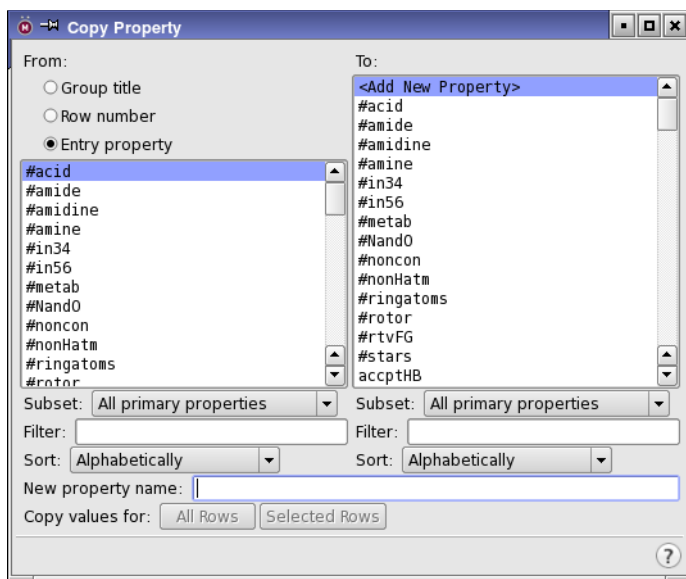 Copy Property
From:
Group title
Row number
Entry property
#acid
#amide
#amidine
#amine
#in34
#in56
#metab
#NandO
#noncon
#nonHatm
#ringatoms
#rotor
Subset: All primary properties
Filter:
Sort: Alphabetically
To:
<Add New Property>
#acid
#amide
#amidine
#amine
#in34
#in56
#metab
#NandO
#noncon
#nonHatm
#ringatoms
#rotor
#rtvFG
#stars
accptHB
Subset: All primary properties
Filter:
Sort: Alphabetically
New property name:
Copy values for: All Rows Selected Rows
?